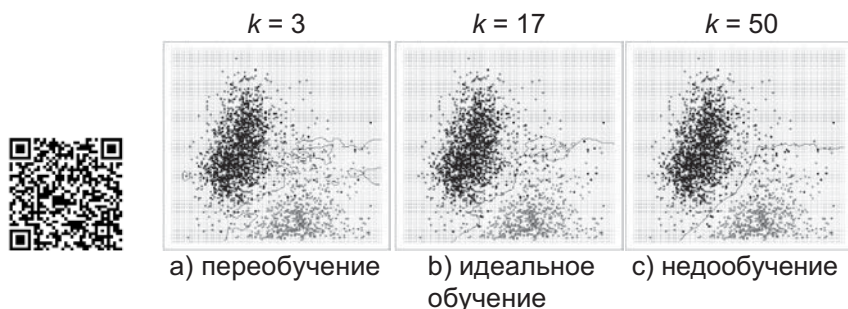 k = 3
k = 17
k = 50
a) переобучение
b) идеальное
обучение
c) недообучение